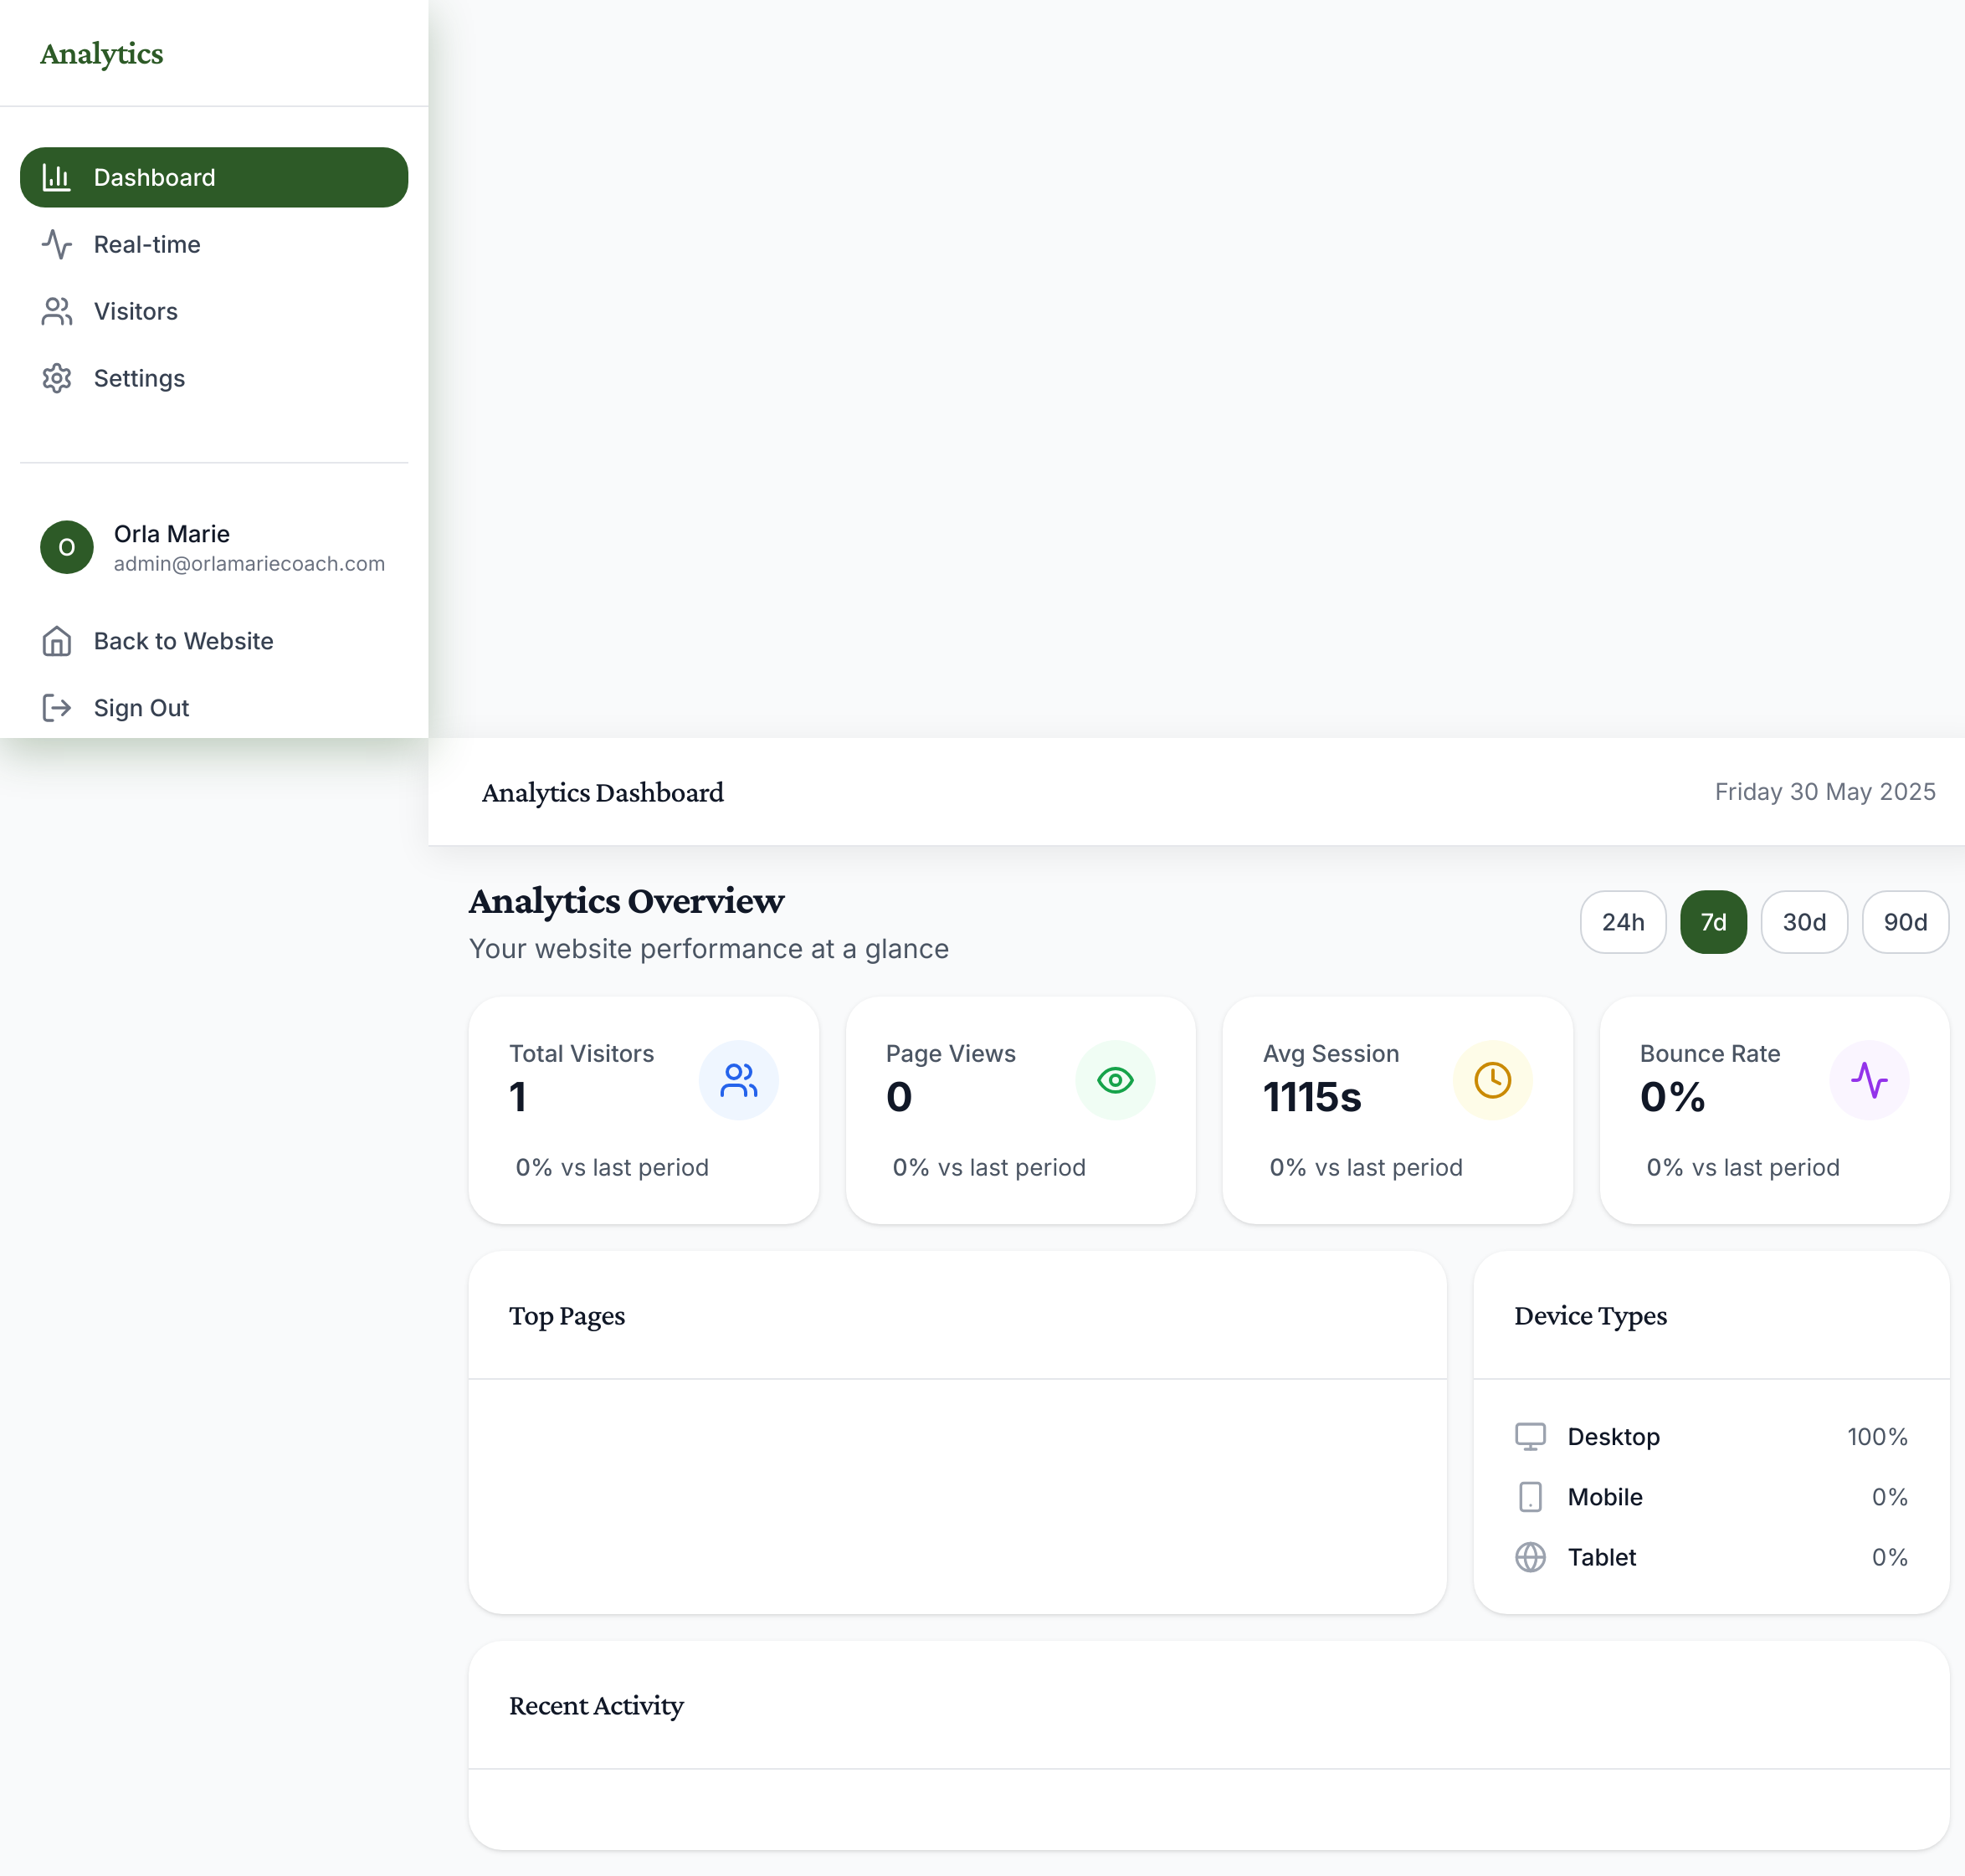 Analytics
Dashboard
Real-time
Visitors
Settings
O
Orla Marie
admin@orlamariecoach.com
Back to Website
Sign Out
Analytics Dashboard
Friday 30 May 2025
Analytics Overview
Your website performance at a glance
24h
7d
30d
90d
Total Visitors
1
0% vs last period
Page Views
0
0% vs last period
Avg Session
1115s
0% vs last period
Bounce Rate
0%
0% vs last period
Top Pages
Device Types
Desktop 100%
Mobile 0%
Tablet 0%
Recent Activity